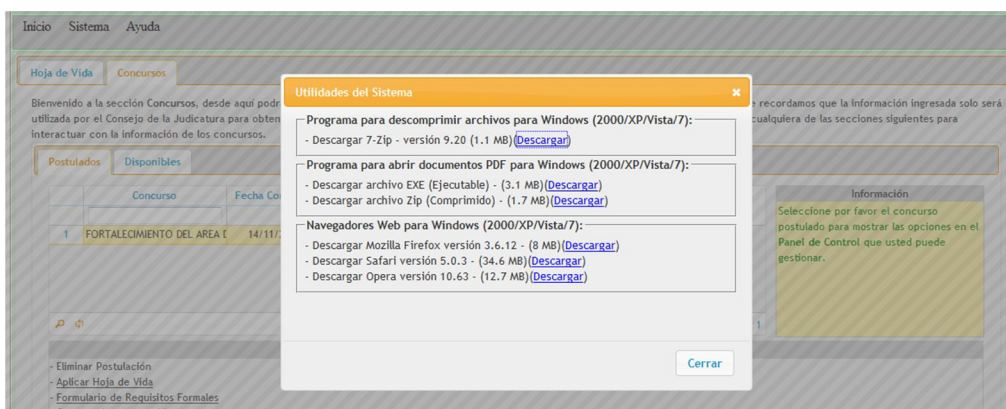 Inicio Sistema Ayuda
Hoja de Vida Concursos
Bienvenido a la sección Concursos, desde aquí podr
e recordamos que la información ingresada solo será
utilizada por el Consejo de la Judicatura para obten
cualquiera de las secciones siguientes para
interactuar con la información de los concursos.
Postulados Disponibles
Concurso Fecha Co
1 FORTALECIMIENTO DEL AREA D 14/11/2
Utilidades del Sistema
Programa para descomprimir archivos para Windows (2000/XP/Vista/7):
- Descargar 7-Zip - versión 9.20 (1.1 MB)(Descargar)
Programa para abrir documentos PDF para Windows (2000/XP/Vista/7):
- Descargar archivo EXE (Ejecutable) - (3.1 MB)(Descargar)
- Descargar archivo Zip (Comprimido) - (1.7 MB)(Descargar)
Navegadores Web para Windows (2000/XP/Vista/7):
- Descargar Mozilla Firefox versión 3.6.12 - (8 MB)(Descargar)
- Descargar Safari versión 5.0.3 - (34.6 MB)(Descargar)
- Descargar Opera versión 10.63 - (12.7 MB)(Descargar)
Cerrar
Información
Seleccione por favor el concurso
postulado para mostrar las opciones en el
Panel de Control que usted puede
gestionar.
1
- Eliminar Postulación
- Aplicar Hoja de Vida
- Formulario de Requisitos Formales